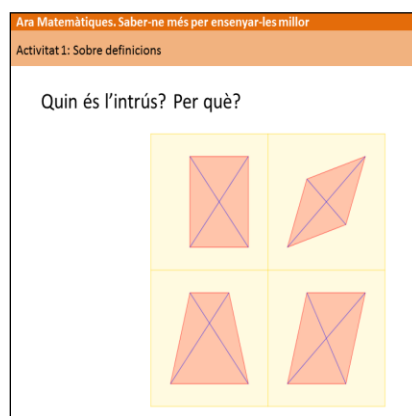 Ara Matemàtiques. Saber-ne més per ensenyar-les millor
Activitat 1: Sobre definicions
Quin és l'intrús? Per què?